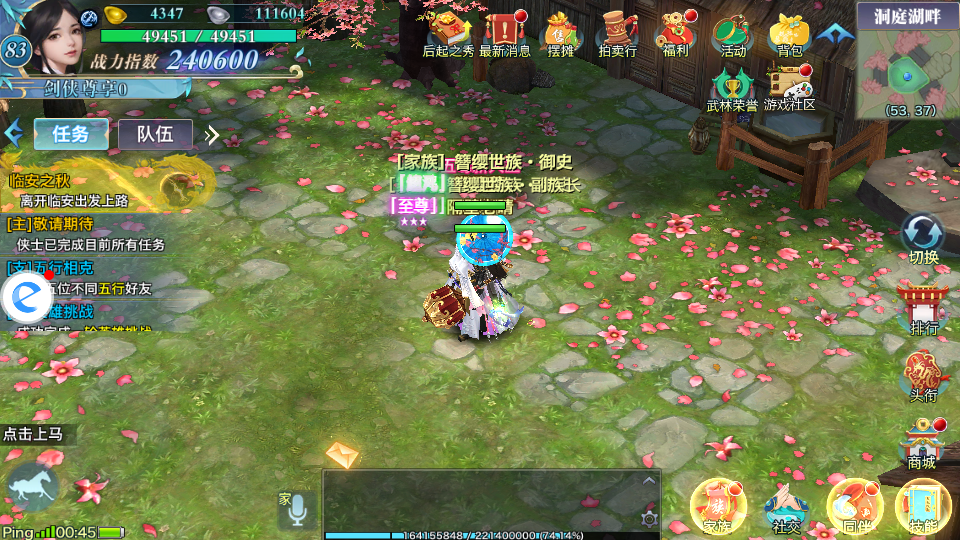 4347
111604
49451 / 49451
83
战力指数 240600
剑侠尊享0
任务
队伍
临安之秋
离开临安出发上路
[主]敬请期待
侠士已完成目前所有任务
[支]五行相克
五位不同五行好友
雄挑战
后起之秀
最新消息
摆摊
拍卖行
福利
活动
背包
武林荣誉
游戏社区
洞庭湖畔
(53, 37)
[家族] 簪缨世族·御史
簪缨世族·副族长
[至尊]
切换
排行
头衔
商城
点击上马
家
Ping
00:45
164155848 / 221400000 (74.14%)
家族
社交
同伴
技能